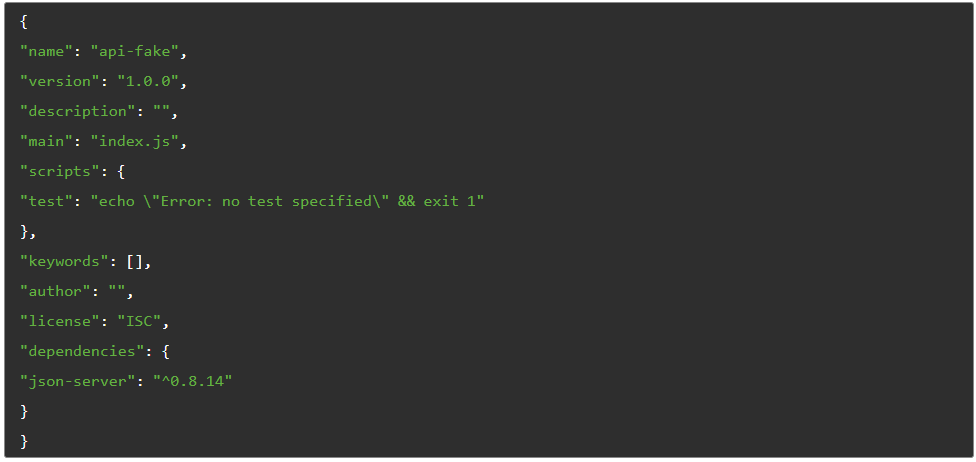 {
"name": "api-fake",
"version": "1.0.0",
"description": "",
"main": "index.js",
"scripts": {
"test": "echo \"Error: no test specified\" && exit 1"
},
"keywords": [],
"author": "",
"license": "ISC",
"dependencies": {
"json-server": "^0.8.14"
}
}